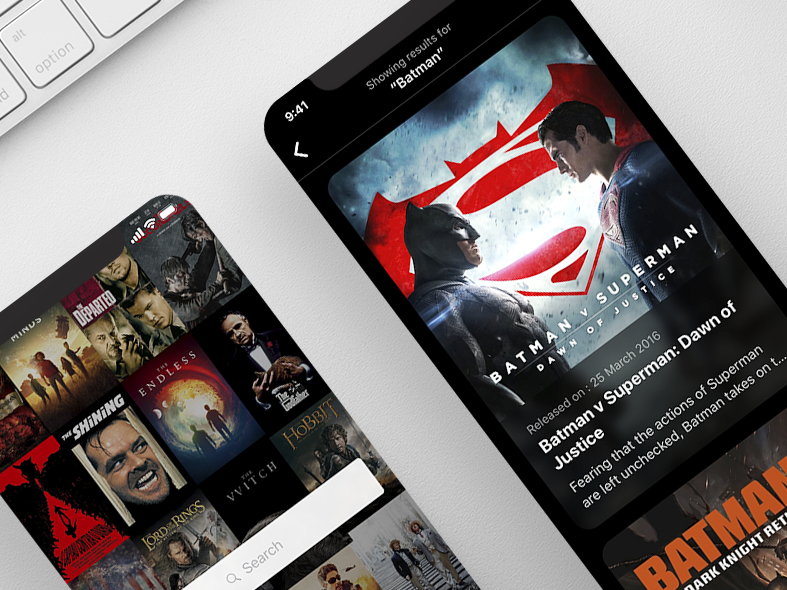 alt
option
9:41
Showing results for
“Batman”
BATMAN v SUPERMAN
DAWN OF JUSTICE
Released on : 25 March 2016
Batman v Superman: Dawn of
Justice
Fearing that the actions of Superman
are left unchecked, Batman takes on t...
BATMAN
DARK KNIGHT RET
MINDS
THE
DEPARTED
THE
ENDLESS
The
Godfather
THE SHiNiNG
THE
HOBBIT
THE
VVITCH
THE
LORD OF THE RINGS
Search